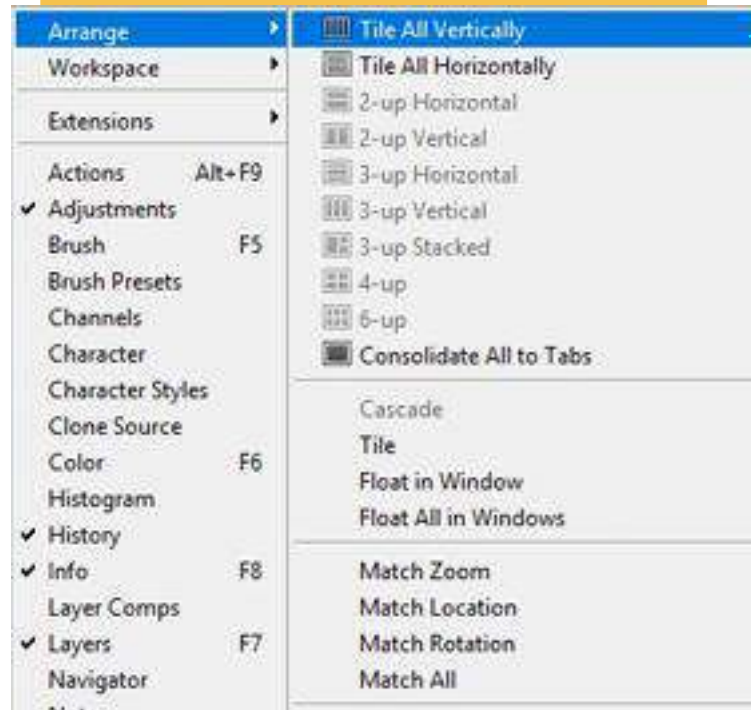 Arrange
Workspace
Extensions
Actions Alt+F9
Adjustments
Brush F5
Brush Presets
Channels
Character
Character Styles
Clone Source
Color F6
Histogram
History
Info F8
Layer Comps
Layers F7
Navigator
Tile All Vertically
Tile All Horizontally
2-up Horizontal
2-up Vertical
3-up Horizontal
3-up Vertical
3-up Stacked
4-up
6-up
Consolidate All to Tabs
Cascade
Tile
Float in Window
Float All in Windows
Match Zoom
Match Location
Match Rotation
Match All